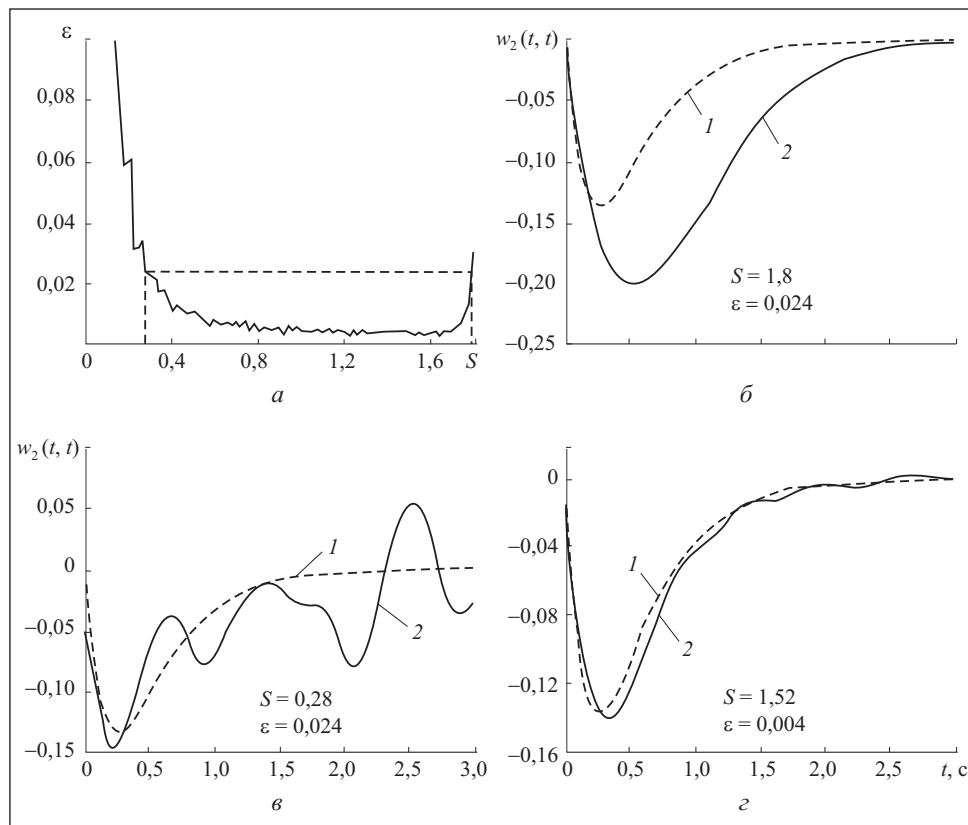 ε
0,08
0,06
0,04
0,02
0 0,4 0,8 1,2 1,6 S
а
w₂(t, t)
−0,05
−0,10
−0,15
−0,20
−0,25
1
2
S = 1,8
ε = 0,024
б
w₂(t, t)
0,05
0
−0,05
−0,10
−0,15
1
2
S = 0,28
ε = 0,024
0 0,5 1,0 1,5 2,0 2,5 3,0
в
0
−0,04
−0,08
−0,12
−0,16
1
2
S = 1,52
ε = 0,004
0 0,5 1,0 1,5 2,0 2,5 t, с
г